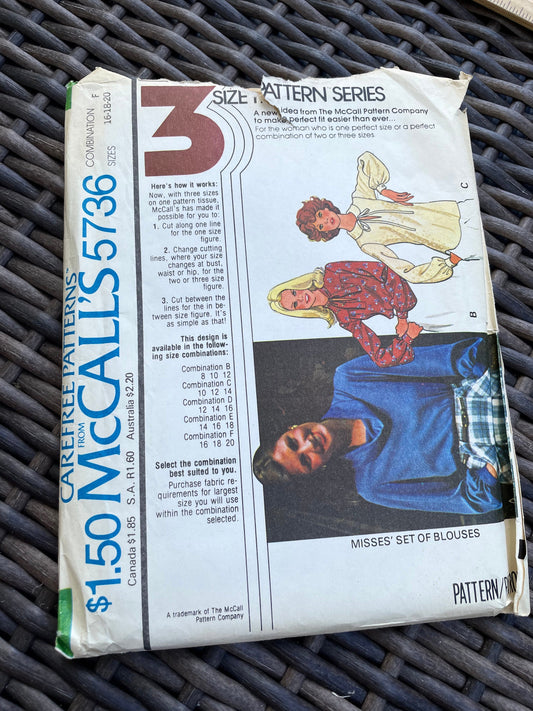 CAREFREE PATTERNS™
FROM
McCALL'S 5736
COMBINATION F
SIZES 16-18-20
$1.50
Canada $1.85 S.A. R1.60 Australia $2.20
3
SIZE PATTERN SERIES
A new idea from The McCall Pattern Company
to make perfect fit easier than ever...
For the woman who is one perfect size or a perfect
combination of two or three sizes
Here's how it works:
Now, with three sizes
on one pattern tissue,
McCall's has made it
possible for you to:
1. Cut along one line
for the one size
figure.
2. Change cutting
lines, where your size
changes at bust,
waist or hip, for the
two or three size
figure.
3. Cut between the
lines for the in be-
tween size figure. It's
as simple as that!
This design is
available in the follow-
ing size combinations:
Combination B
8 10 12
Combination C
10 12 14
Combination D
12 14 16
Combination E
14 16 18
Combination F
16 18 20
Select the combination
best suited to you.
Purchase fabric re-
quirements for largest
size you will use
within the combination
selected.
A trademark of The McCall
Pattern Company
C
B
MISSES' SET OF BLOUSES
PATTERN/